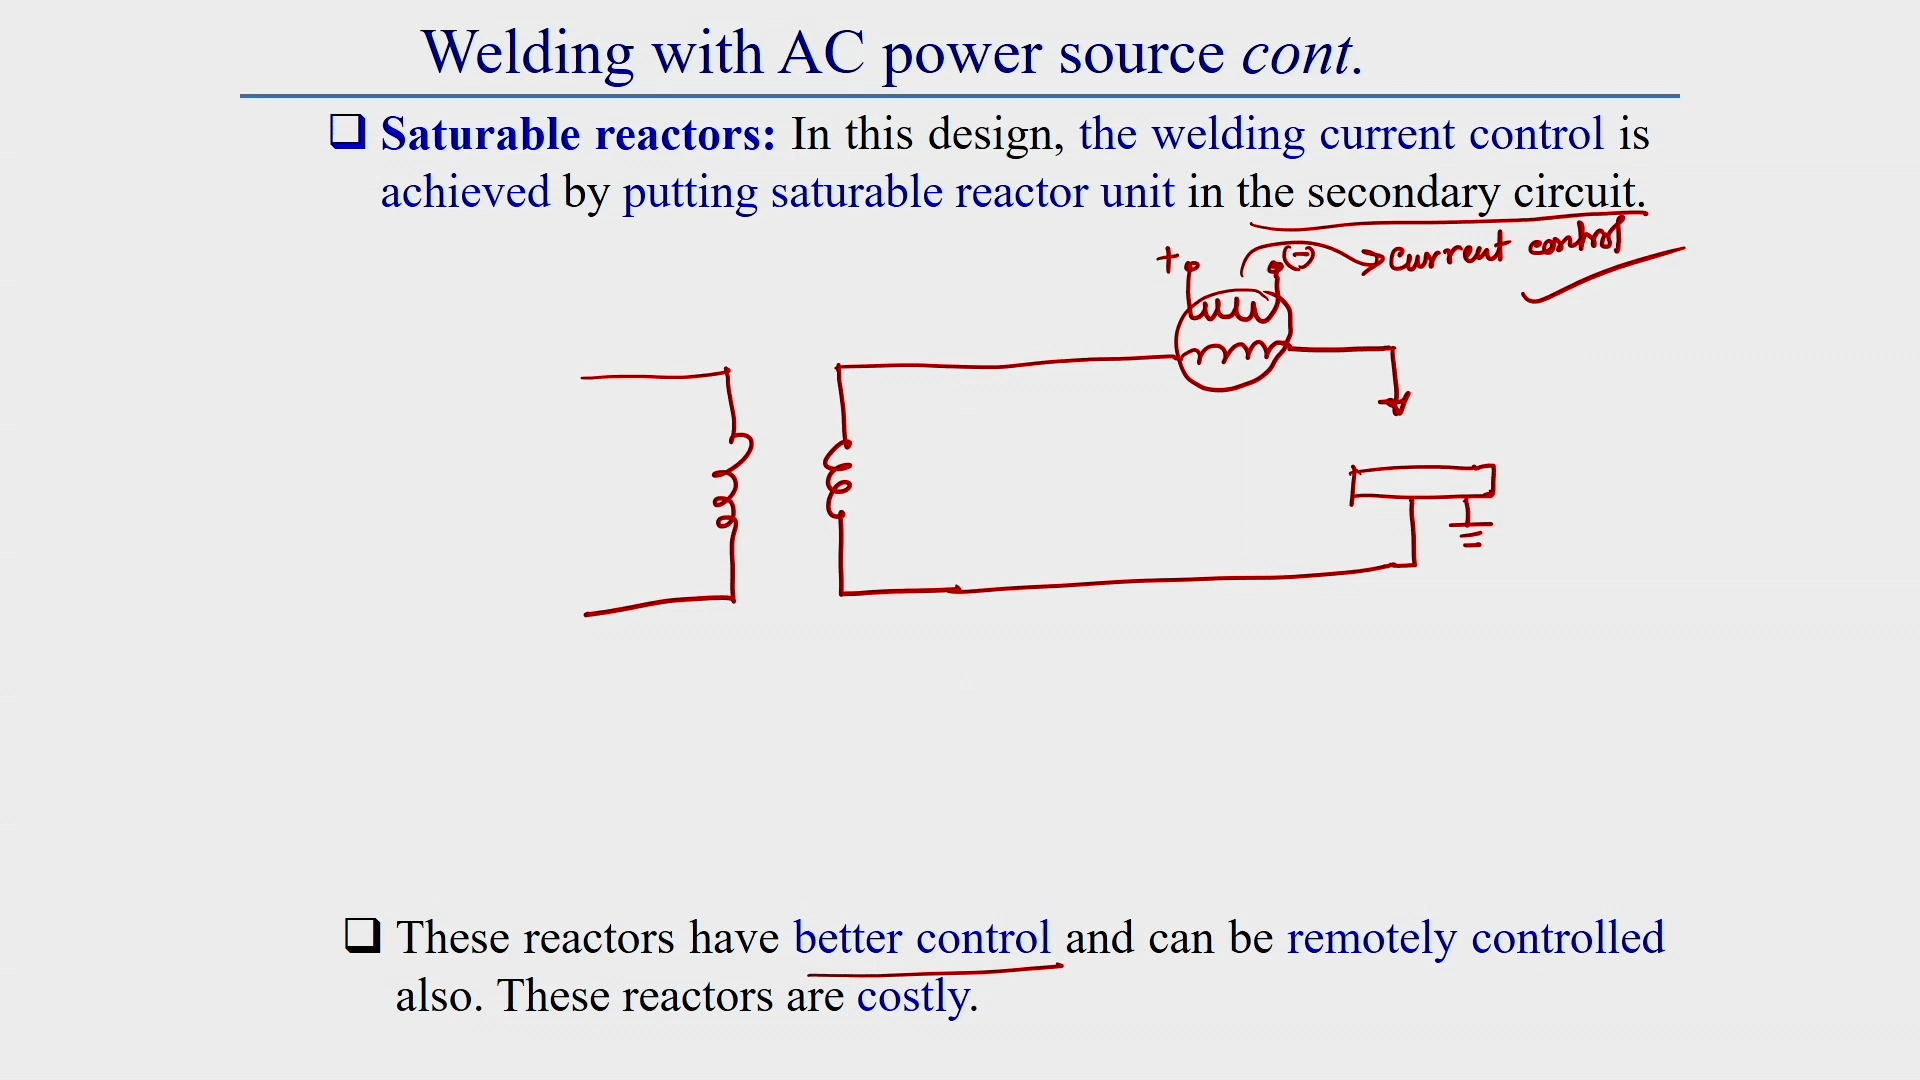 Welding with AC power source cont.
❑ Saturable reactors: In this design, the welding current control is
achieved by putting saturable reactor unit in the secondary circuit.
+ - current control
❑ These reactors have better control and can be remotely controlled
also. These reactors are costly.